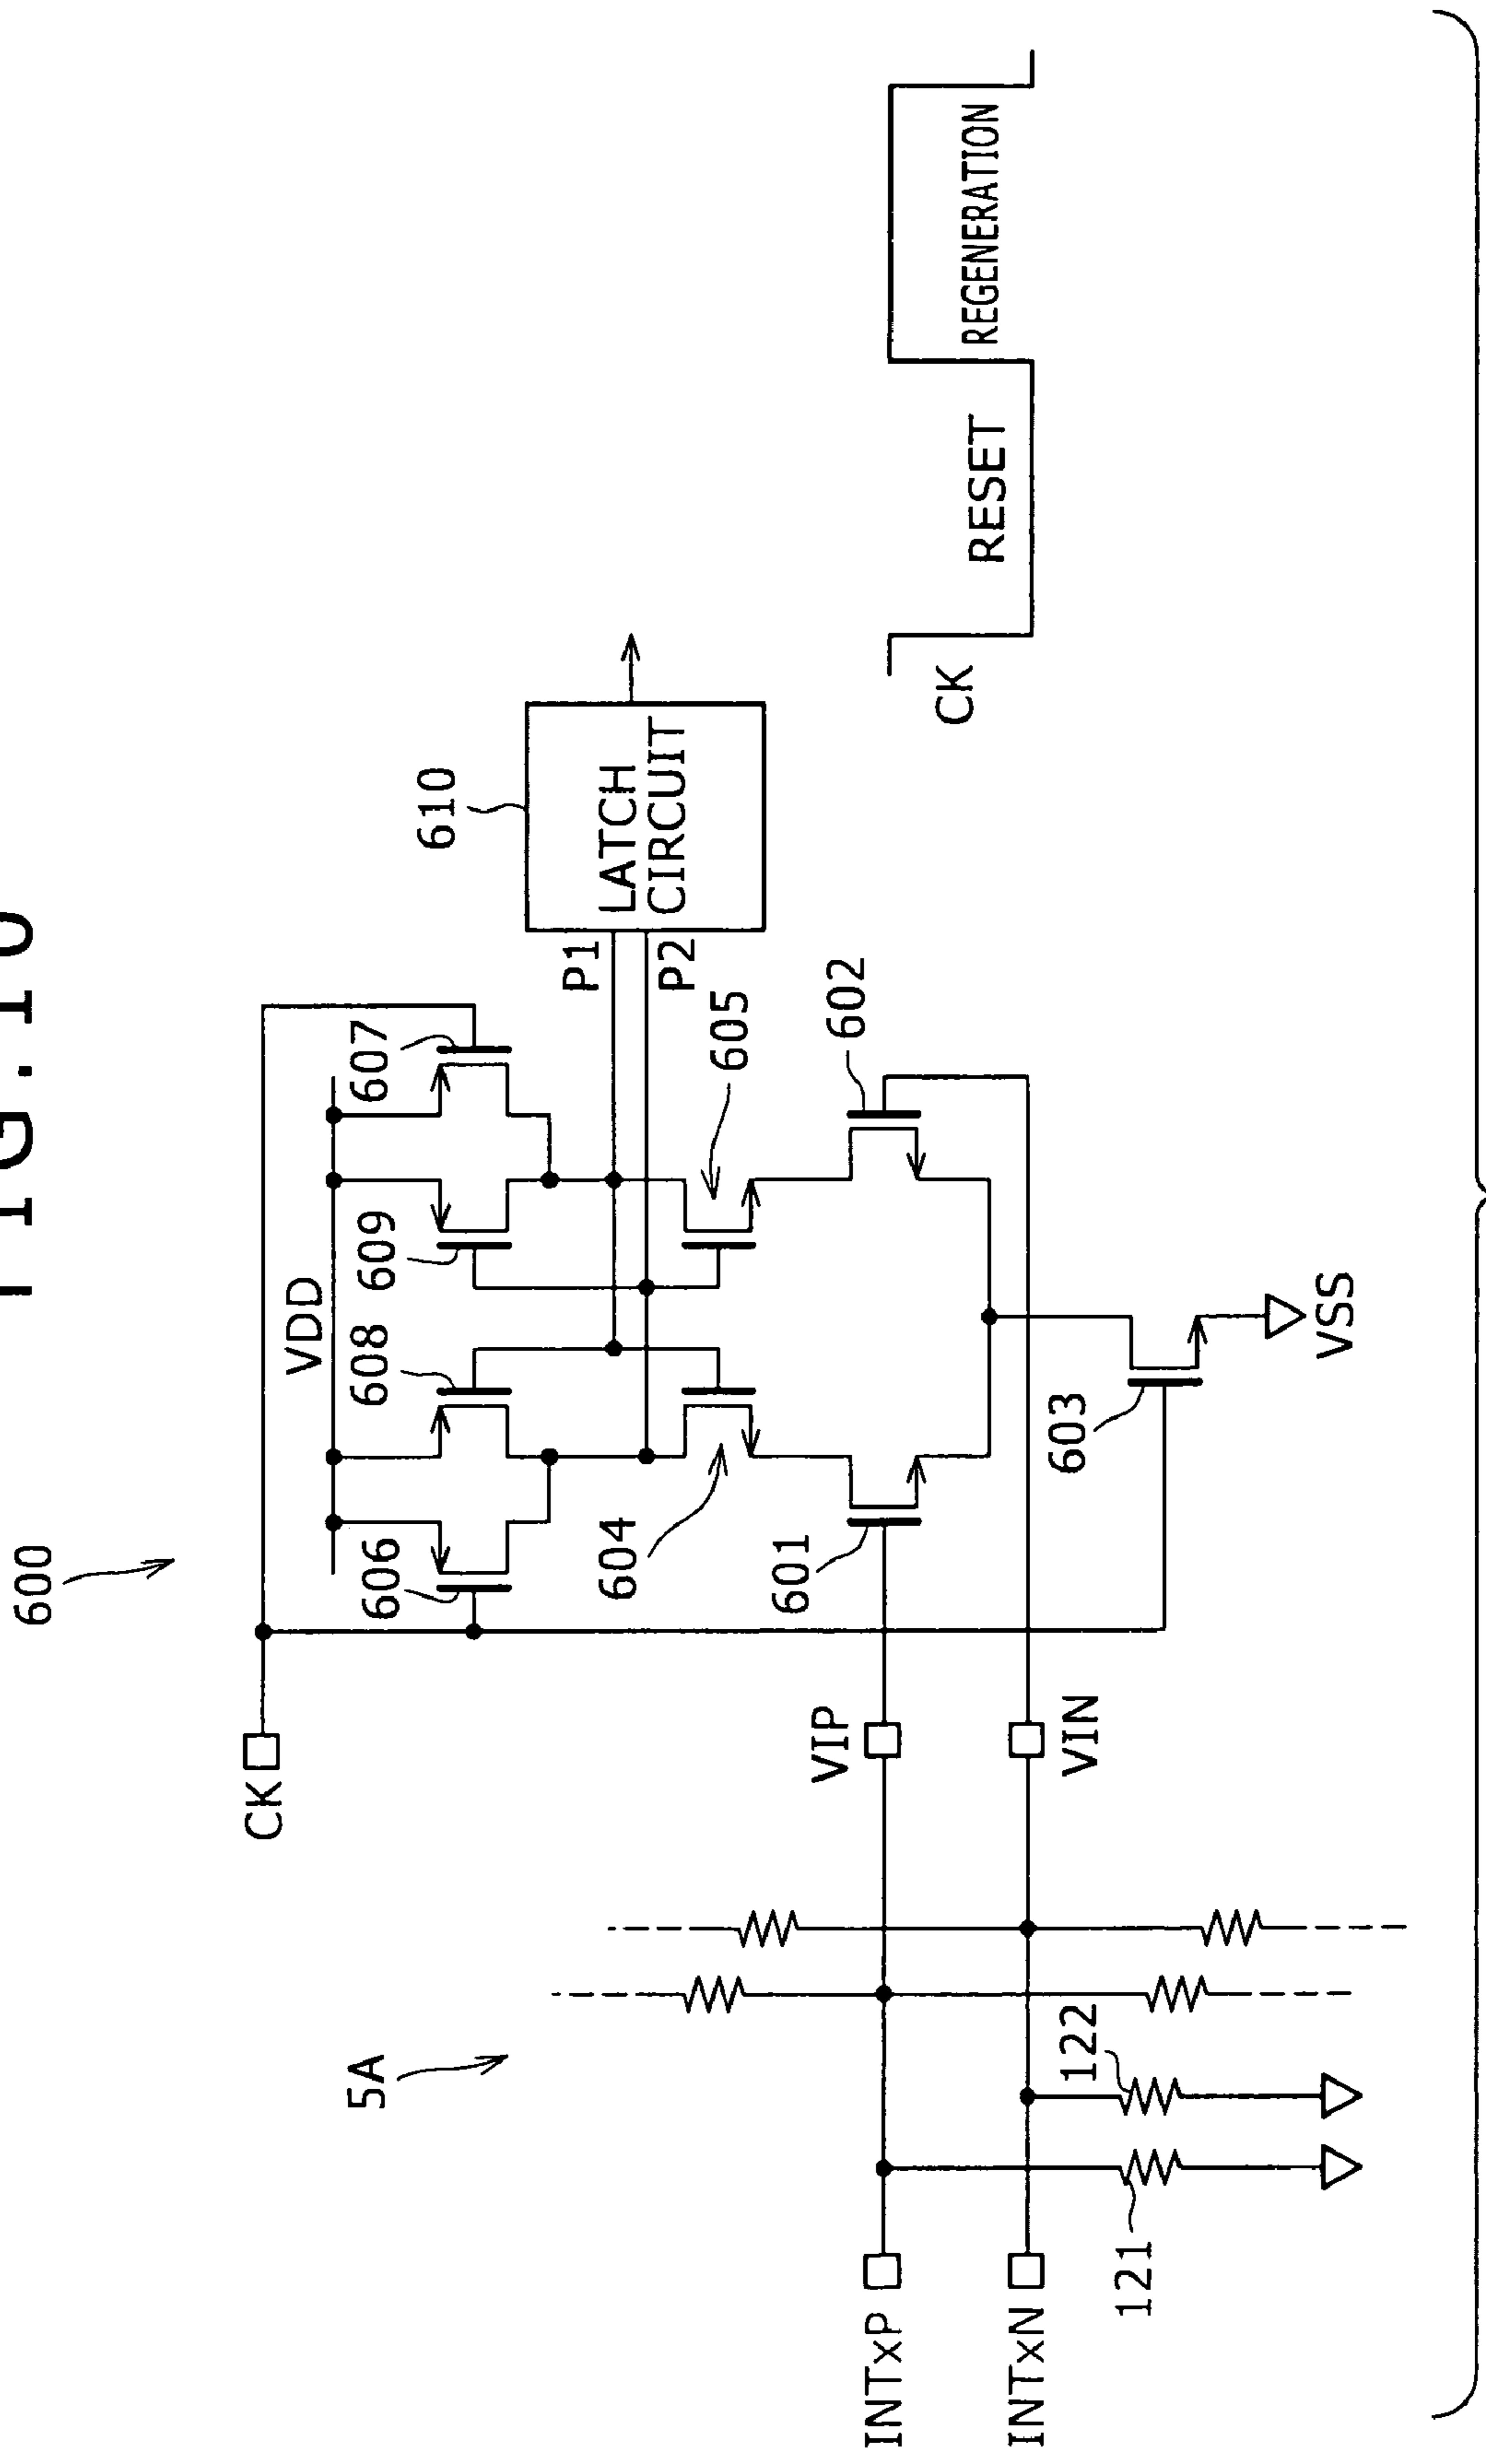 600
CK
VDD
606
608
609
607
P1
P2
610
LATCH
CIRCUIT
604
605
601
602
603
VSS
5A
VIP
VIN
INTxP
INTxN
121
122
CK
RESET
REGENERATION